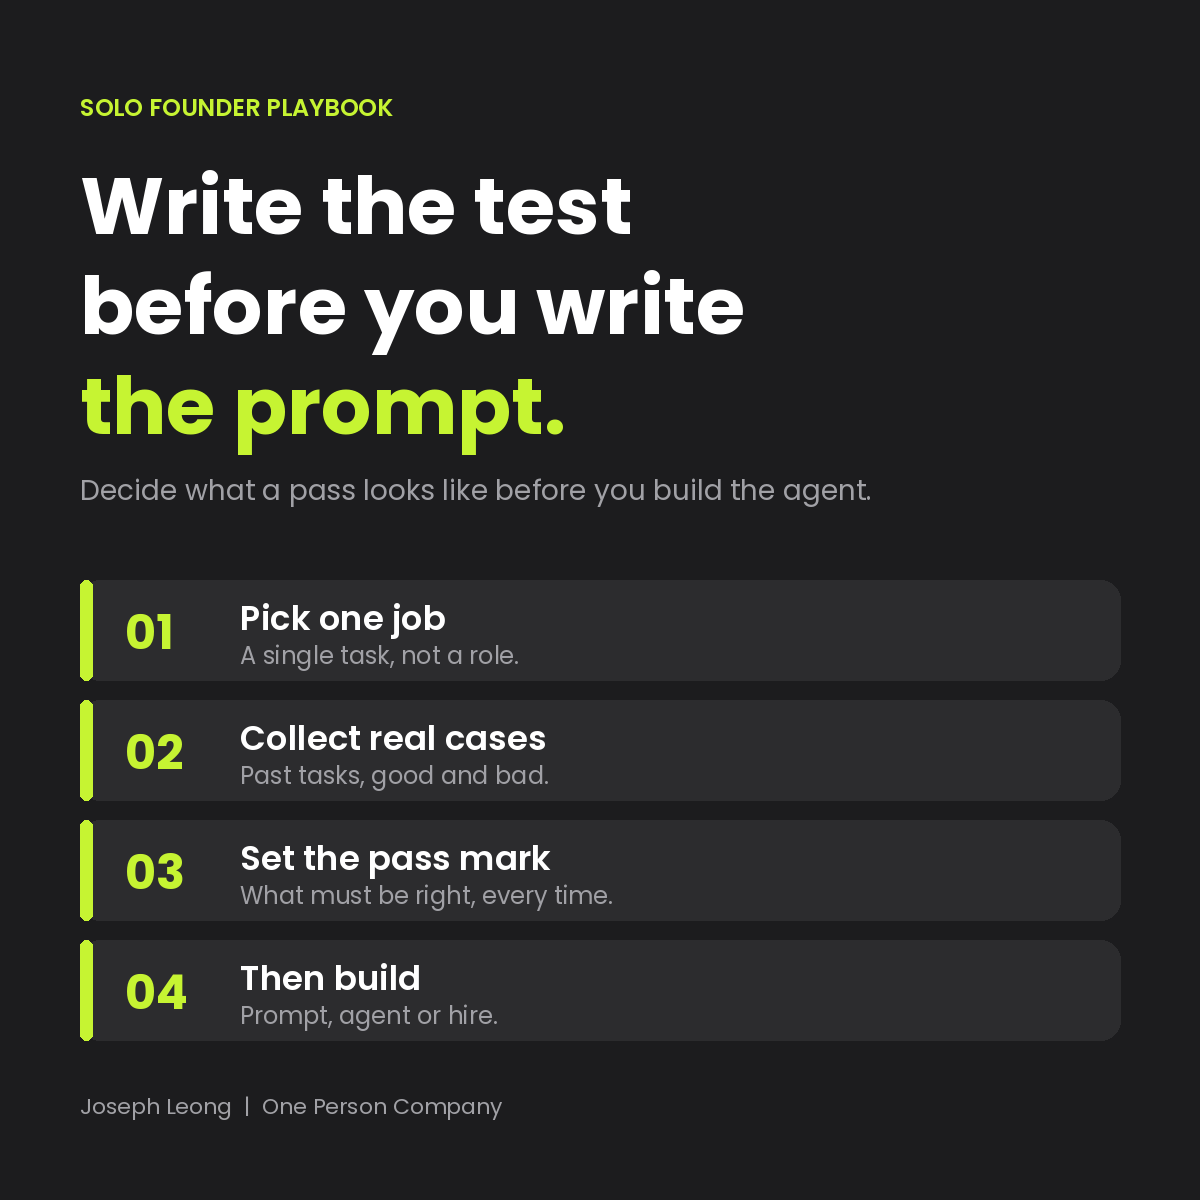 SOLO FOUNDER PLAYBOOK
Write the test
before you write
the prompt.
Decide what a pass looks like before you build the agent.
01
Pick one job
A single task, not a role.
02
Collect real cases
Past tasks, good and bad.
03
Set the pass mark
What must be right, every time.
04
Then build
Prompt, agent or hire.
Joseph Leong | One Person Company